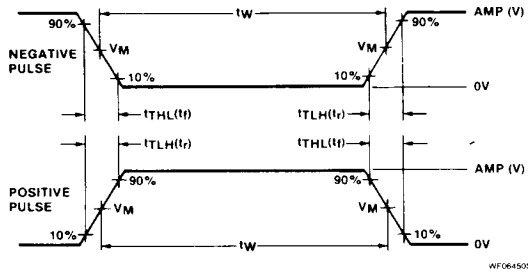 90% tW 90% AMP (V)
NEGATIVE PULSE VM VM
10% 10% 0V
tTHL(tf) tTLH(tr)
tTLH(tr) tTHL(tf)
90% 90% AMP (V)
POSITIVE PULSE VM VM
10% tW 10% 0V
WF06450S